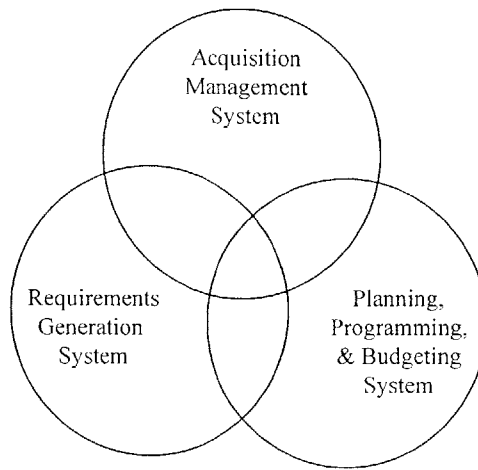 Acquisition
Management
System
Requirements
Generation
System
Planning,
Programming,
& Budgeting
System